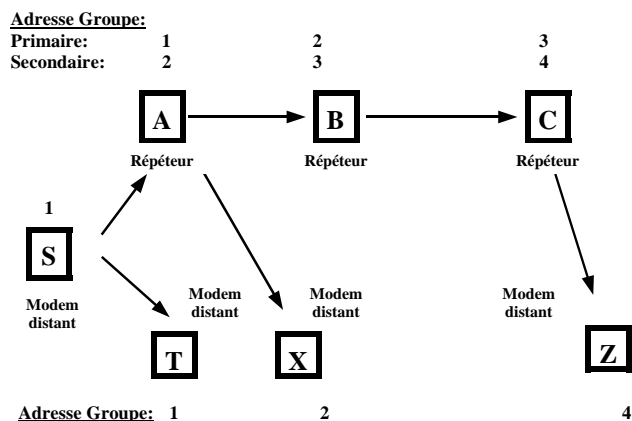 Adresse Groupe:
Primaire: 1 2 3
Secondaire: 2 3 4
A B C
Répéteur Répéteur Répéteur
1
S
Modem distant
Modem distant
Modem distant
Modem distant
T X Z
Adresse Groupe: 1 2 4